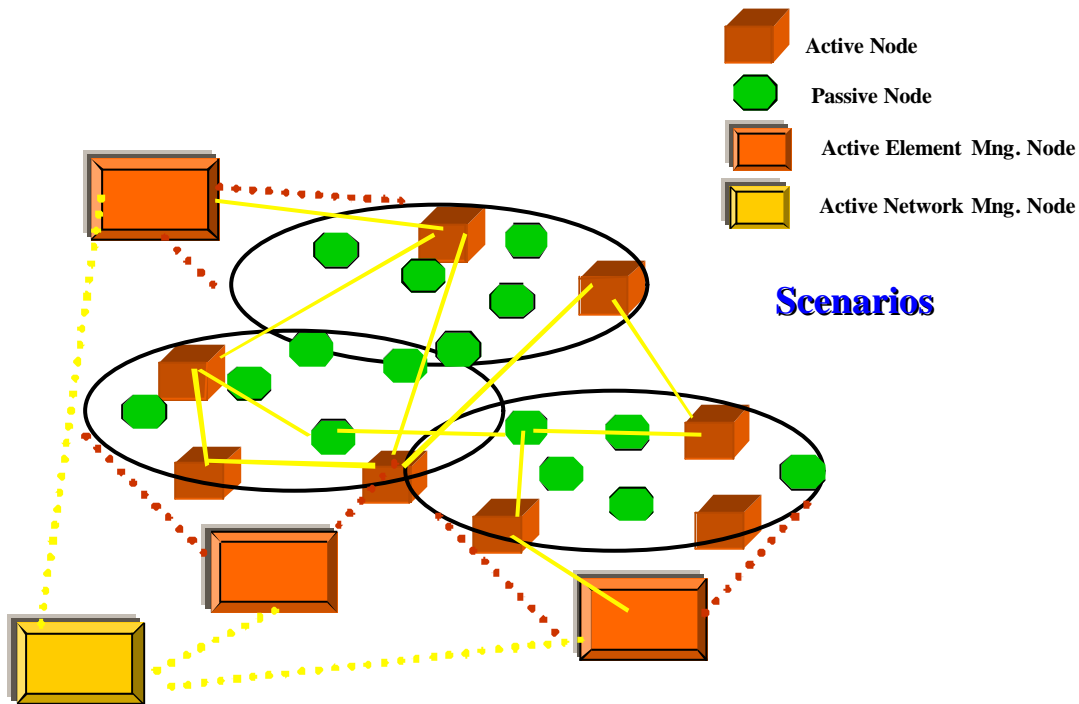 Active Node
Passive Node
Active Element Mng. Node
Active Network Mng. Node
Scenarios